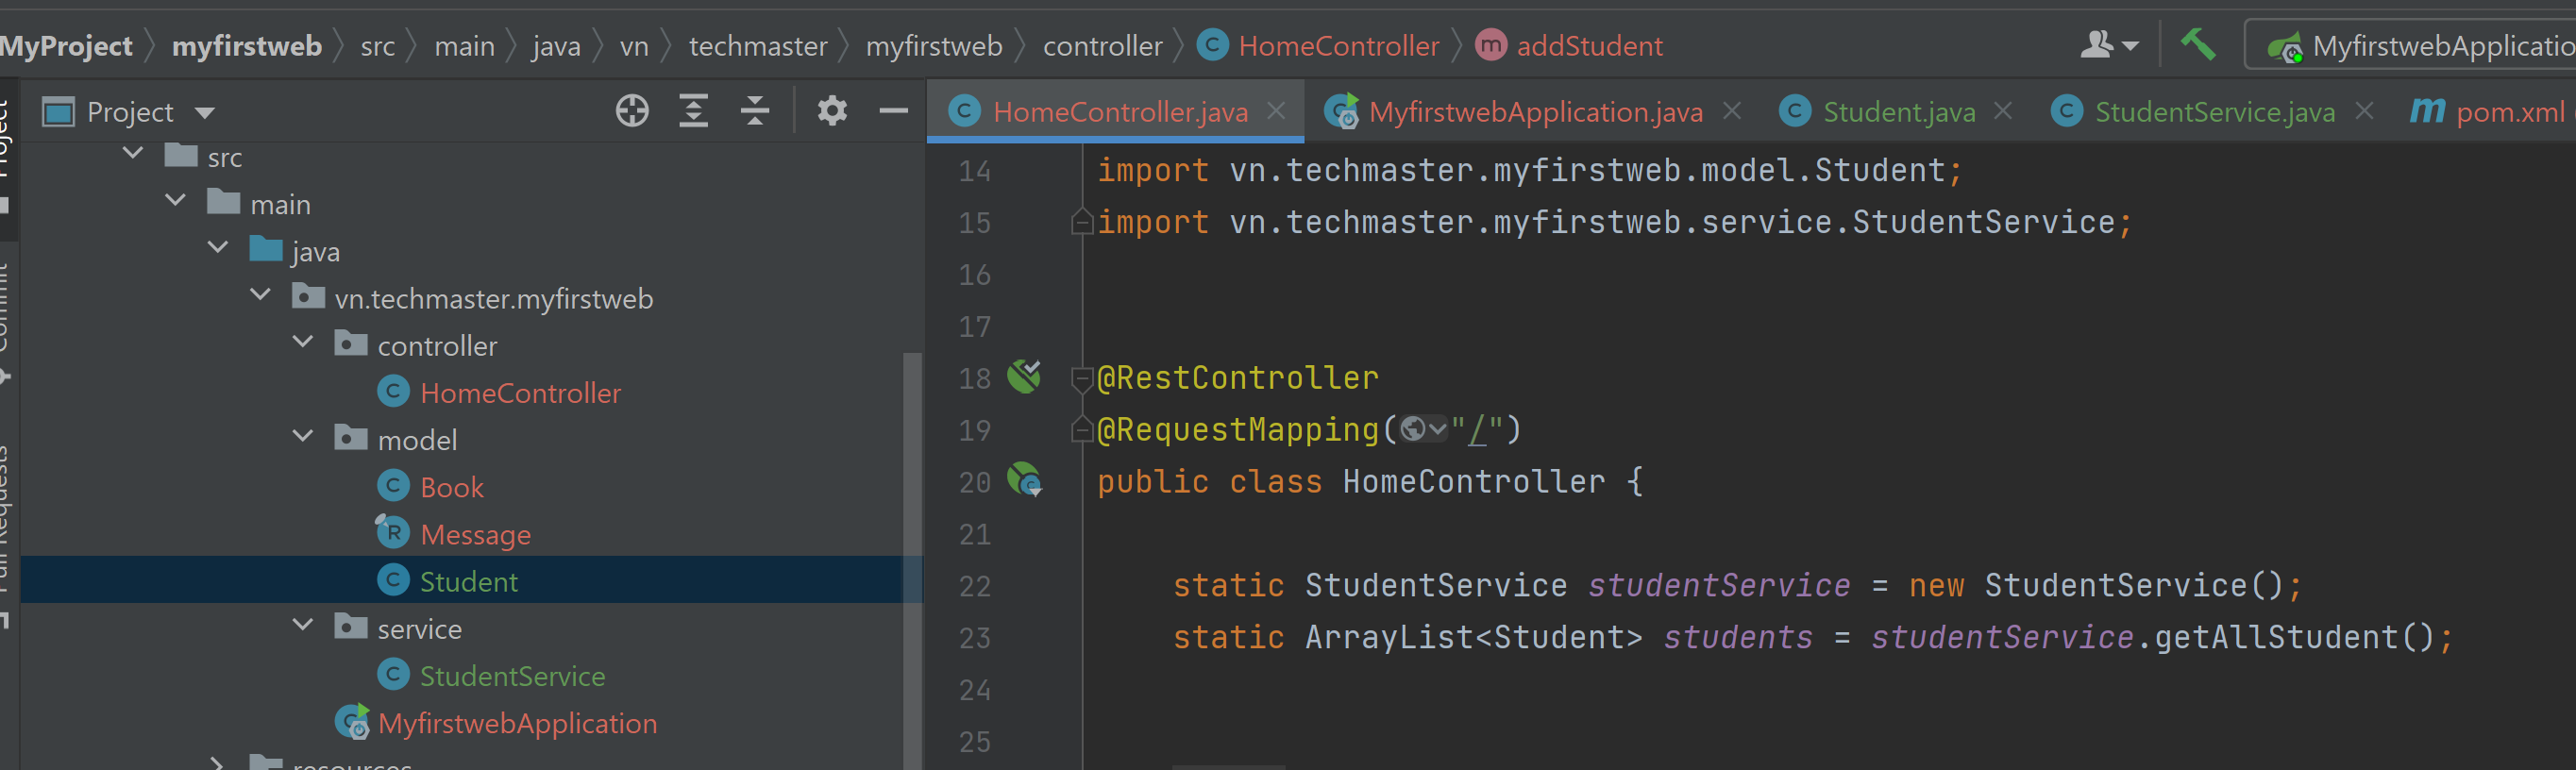 MyProject myfirstweb src main java vn techmaster myfirstweb controller HomeController addStudent
MyfirstwebApplicatio
Project
HomeController.java MyfirstwebApplication.java Student.java StudentService.java pom.xml
Project
Commit
Pull Requests
src
main
java
vn.techmaster.myfirstweb
controller
HomeController
model
Book
Message
Student
service
StudentService
MyfirstwebApplication
resources
14 import vn.techmaster.myfirstweb.model.Student;
15 import vn.techmaster.myfirstweb.service.StudentService;
16
17
18 @RestController
19 @RequestMapping("/")
20 public class HomeController {
21
22 static StudentService studentService = new StudentService();
23 static ArrayList<Student> students = studentService.getAllStudent();
24
25